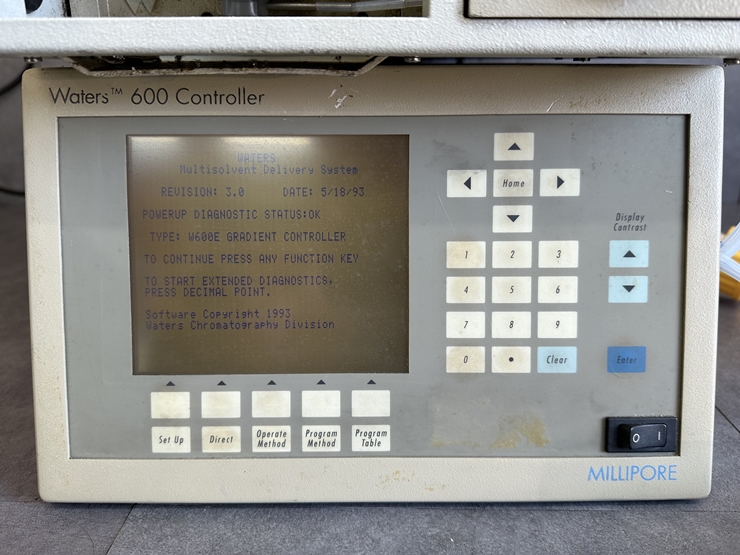 Waters™ 600 Controller
WATERS
Multisolvent Delivery System
REVISION: 3.0 DATE: 5/18/93
POWERUP DIAGNOSTIC STATUS:OK
TYPE: W600E GRADIENT CONTROLLER
TO CONTINUE PRESS ANY FUNCTION KEY
TO START EXTENDED DIAGNOSTICS,
PRESS DECIMAL POINT.
Software Copyright 1993
Waters Chromatography Division
Set Up
Direct
Operate
Method
Program
Method
Program
Table
Home
1 2 3
4 5 6
7 8 9
0 • Clear
Display
Contrast
Enter
O I
MILLIPORE